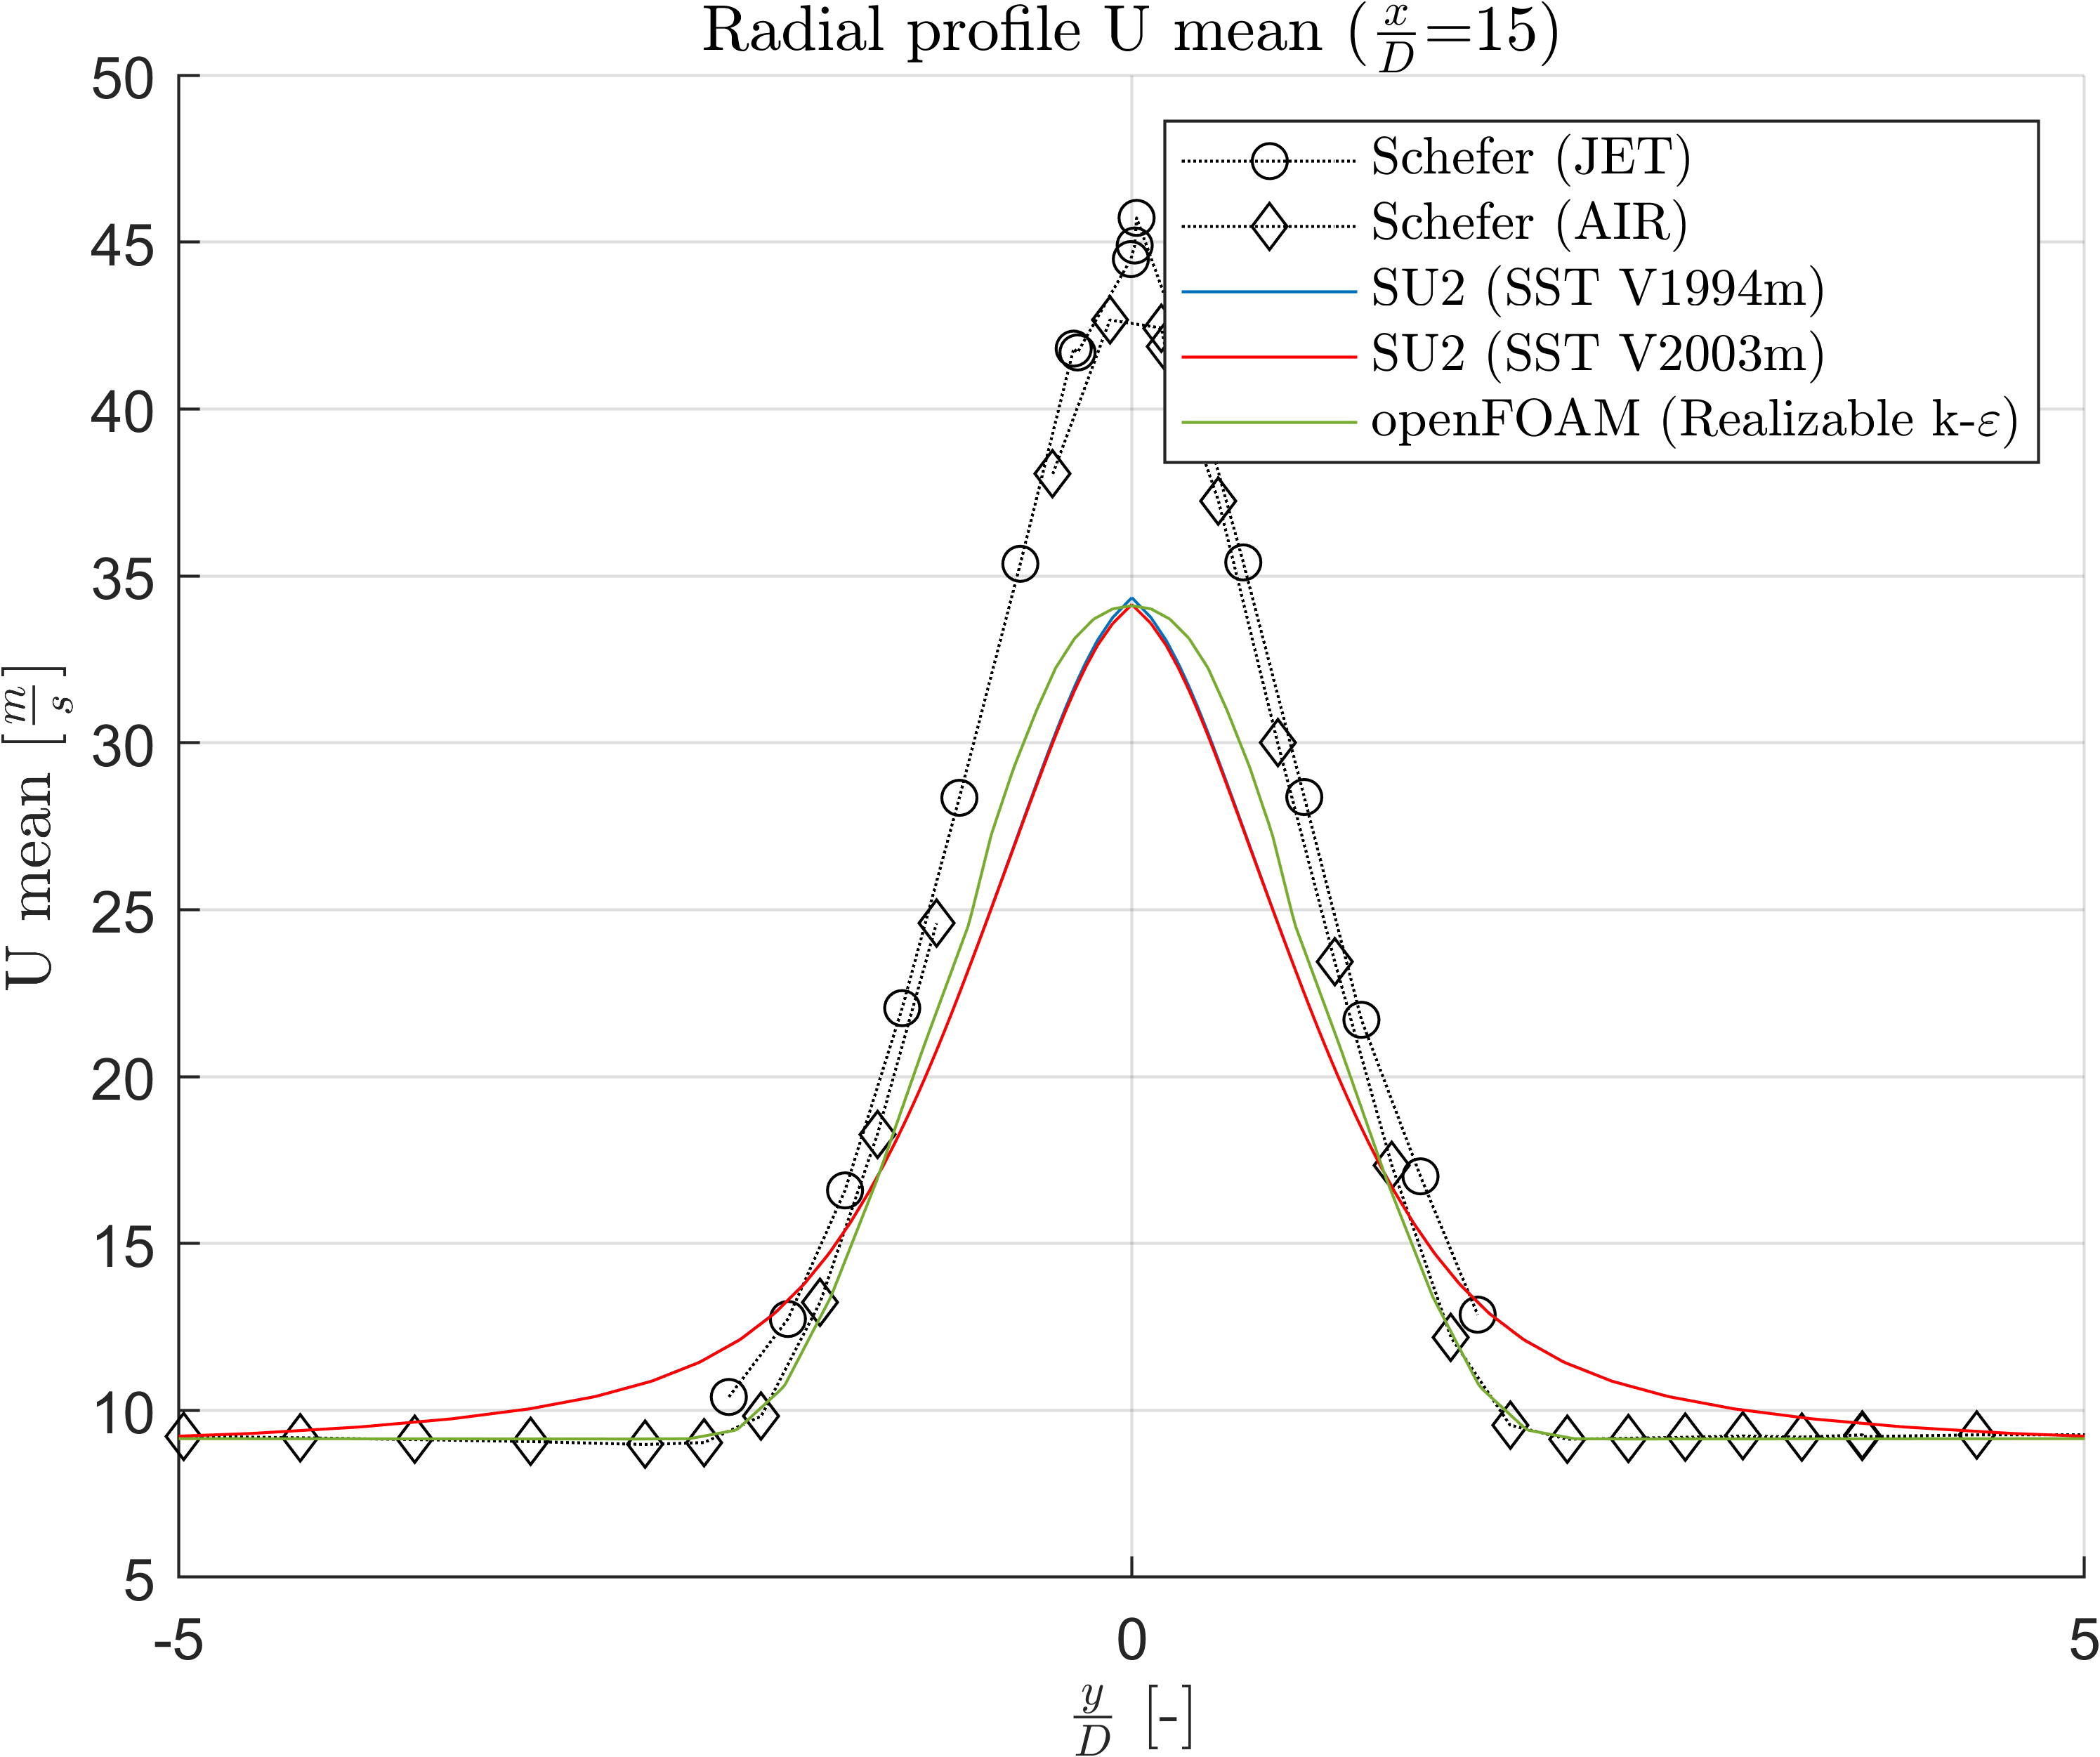 Radial profile U mean (x/D=15)
50
45
40
35
30
25
20
15
10
5
U mean [m/s]
Schefer (JET)
Schefer (AIR)
SU2 (SST V1994m)
SU2 (SST V2003m)
openFOAM (Realizable k-ε)
-5
0
5
y/D [-]